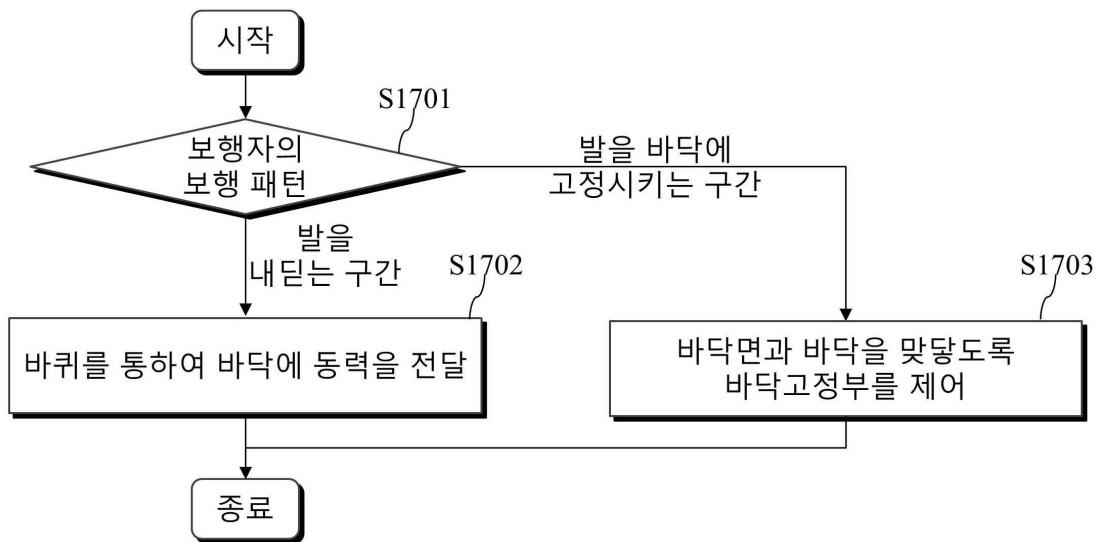 시작
S1701
보행자의
보행 패턴
발을 바닥에
고정시키는 구간
발을
내딛는 구간
S1702
S1703
바퀴를 통하여 바닥에 동력을 전달
바닥면과 바닥을 맞닿도록
바닥고정부를 제어
종료